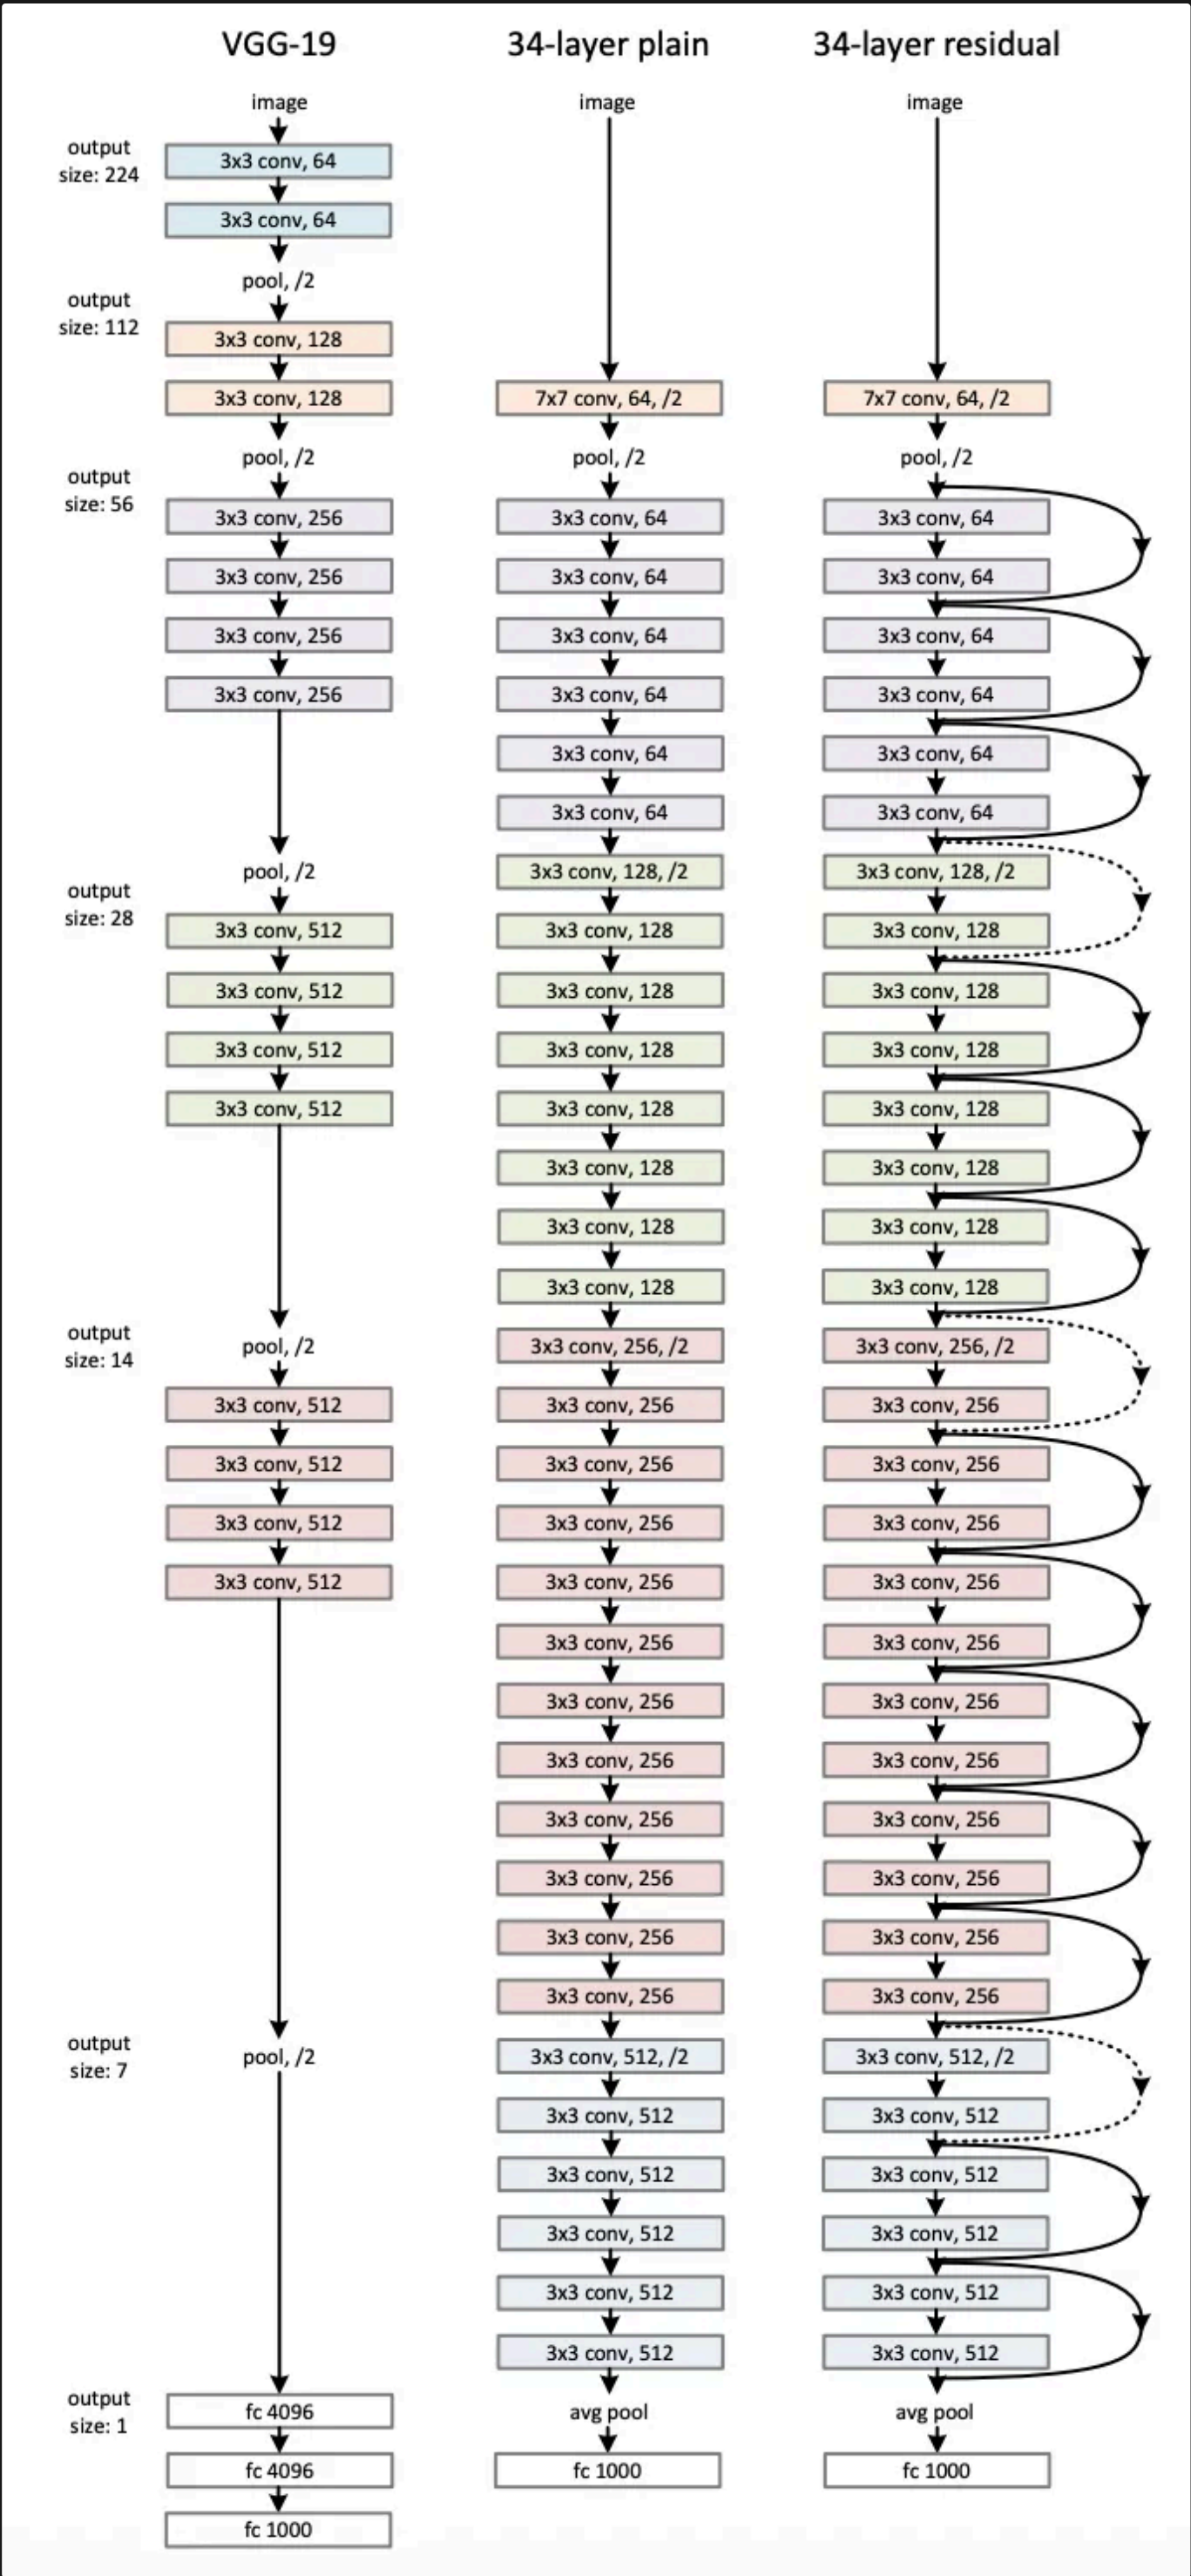 VGG-19
image
output
size: 224
3x3 conv, 64
3x3 conv, 64
pool, /2
output
size: 112
3x3 conv, 128
3x3 conv, 128
pool, /2
output
size: 56
3x3 conv, 256
3x3 conv, 256
3x3 conv, 256
3x3 conv, 256
pool, /2
output
size: 28
3x3 conv, 512
3x3 conv, 512
3x3 conv, 512
3x3 conv, 512
output
size: 14
pool, /2
3x3 conv, 512
3x3 conv, 512
3x3 conv, 512
3x3 conv, 512
output
size: 7
pool, /2
output
size: 1
fc 4096
fc 4096
fc 1000
34-layer plain
image
7x7 conv, 64, /2
pool, /2
3x3 conv, 64
3x3 conv, 64
3x3 conv, 64
3x3 conv, 64
3x3 conv, 64
3x3 conv, 64
3x3 conv, 128, /2
3x3 conv, 128
3x3 conv, 128
3x3 conv, 128
3x3 conv, 128
3x3 conv, 128
3x3 conv, 128
3x3 conv, 128
3x3 conv, 256, /2
3x3 conv, 256
3x3 conv, 256
3x3 conv, 256
3x3 conv, 256
3x3 conv, 256
3x3 conv, 256
3x3 conv, 256
3x3 conv, 256
3x3 conv, 256
3x3 conv, 256
3x3 conv, 256
3x3 conv, 512, /2
3x3 conv, 512
3x3 conv, 512
3x3 conv, 512
3x3 conv, 512
3x3 conv, 512
avg pool
fc 1000
34-layer residual
image
7x7 conv, 64, /2
pool, /2
3x3 conv, 64
3x3 conv, 64
3x3 conv, 64
3x3 conv, 64
3x3 conv, 64
3x3 conv, 64
3x3 conv, 128, /2
3x3 conv, 128
3x3 conv, 128
3x3 conv, 128
3x3 conv, 128
3x3 conv, 128
3x3 conv, 128
3x3 conv, 128
3x3 conv, 256, /2
3x3 conv, 256
3x3 conv, 256
3x3 conv, 256
3x3 conv, 256
3x3 conv, 256
3x3 conv, 256
3x3 conv, 256
3x3 conv, 256
3x3 conv, 256
3x3 conv, 256
3x3 conv, 256
3x3 conv, 512, /2
3x3 conv, 512
3x3 conv, 512
3x3 conv, 512
3x3 conv, 512
3x3 conv, 512
avg pool
fc 1000